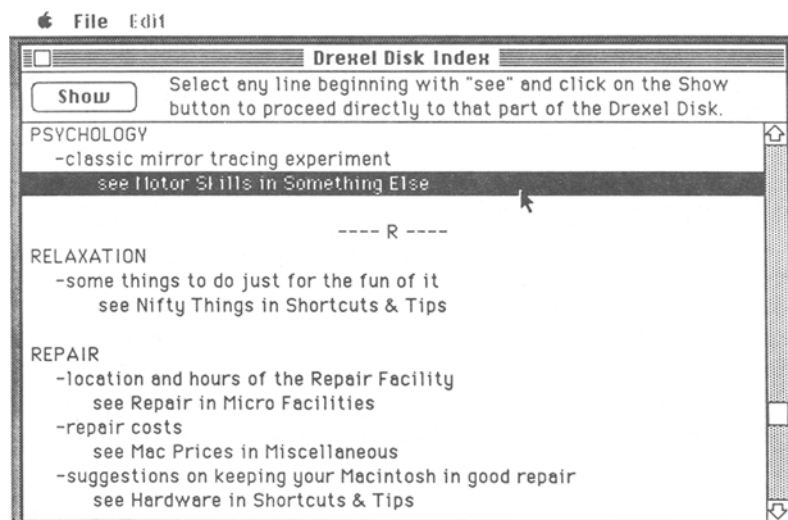 File Edit
Drexel Disk Index
Show
Select any line beginning with "see" and click on the Show
button to proceed directly to that part of the Drexel Disk.
PSYCHOLOGY
-classic mirror tracing experiment
see Motor Skills in Something Else
---- R ----
RELAXATION
-some things to do just for the fun of it
see Nifty Things in Shortcuts & Tips
REPAIR
-location and hours of the Repair Facility
see Repair in Micro Facilities
-repair costs
see Mac Prices in Miscellaneous
-suggestions on keeping your Macintosh in good repair
see Hardware in Shortcuts & Tips